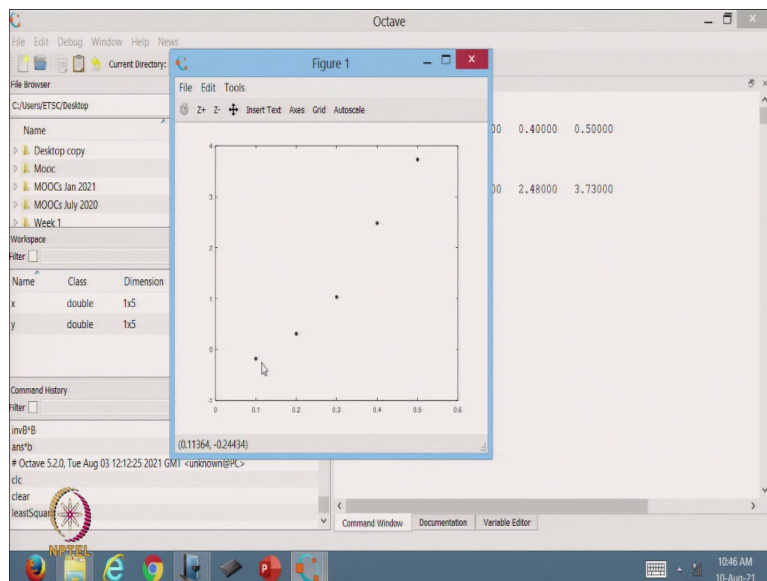 Octave
File Edit Debug Window Help News
Current Directory:
File Browser
C:/Users/ETSC/Desktop
Name
Desktop copy
Mooc
MOOCs Jan 2021
MOOCs July 2020
Week 1
Workspace
Filter
Name Class Dimension
x double 1x5
y double 1x5
Command History
Filter
invB*B
ans*b
# Octave 5.2.0, Tue Aug 03 12:12:25 2021 GMT <unknown@PC>
clc
clear
leastSquar
Figure 1
File Edit Tools
Z+ Z- Insert Text Axes Grid Autoscale
4
3
2
1
0
-1
0 0.1 0.2 0.3 0.4 0.5 0.6
(0.11364, -0.24434)
00 0.40000 0.50000
00 2.48000 3.73000
Command Window Documentation Variable Editor
NPTEL
10:46 AM
10-Aug-21